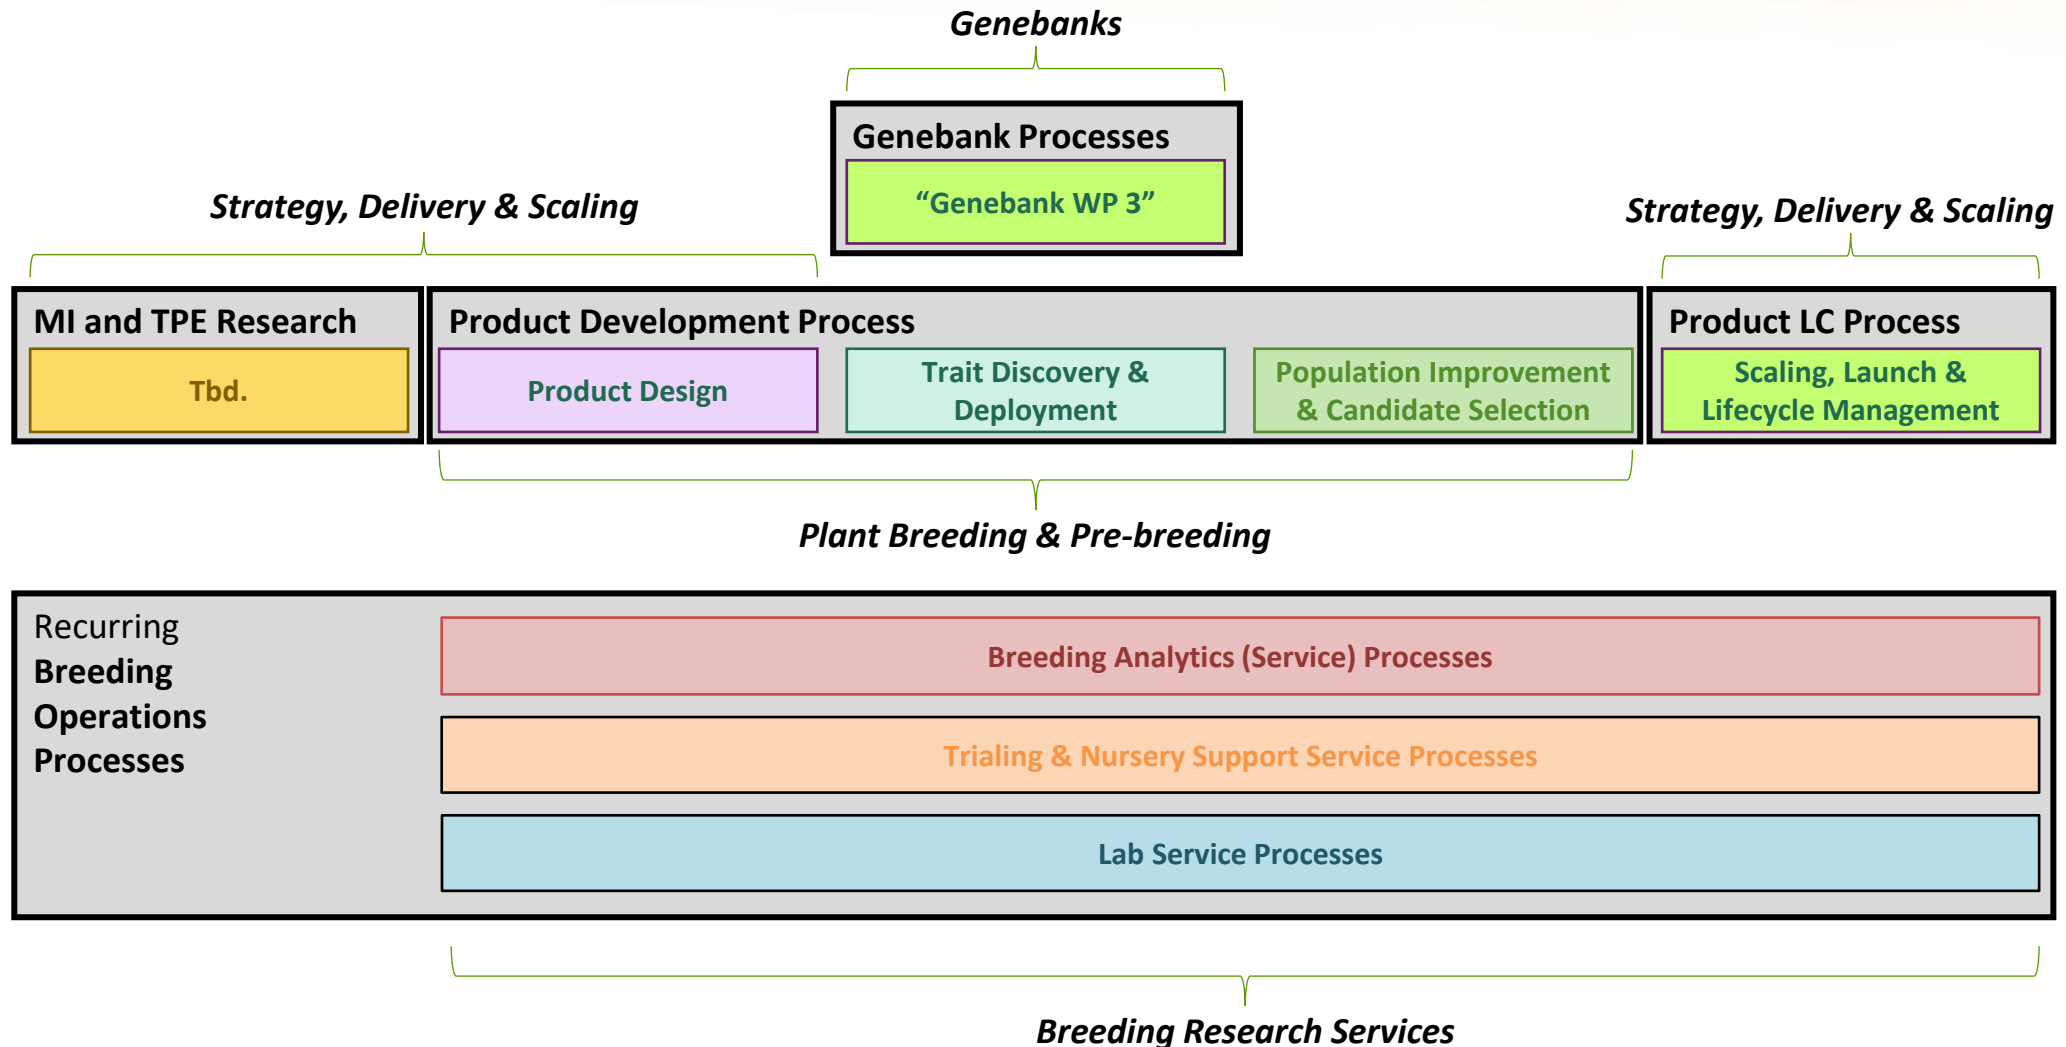 Genebanks
Genebank Processes
“Genebank WP 3”
Strategy, Delivery & Scaling
Strategy, Delivery & Scaling
MI and TPE Research
Tbd.
Product Development Process
Product Design
Trait Discovery &
Deployment
Population Improvement
& Candidate Selection
Product LC Process
Scaling, Launch &
Lifecycle Management
Plant Breeding & Pre-breeding
Recurring
Breeding
Operations
Processes
Breeding Analytics (Service) Processes
Trialing & Nursery Support Service Processes
Lab Service Processes
Breeding Research Services